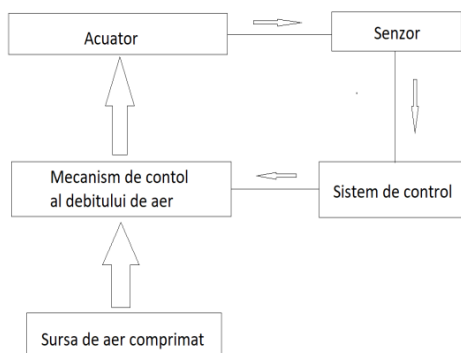 Acuator
Senzor
Mecanism de contol
al debitului de aer
Sistem de control
Sursa de aer comprimat